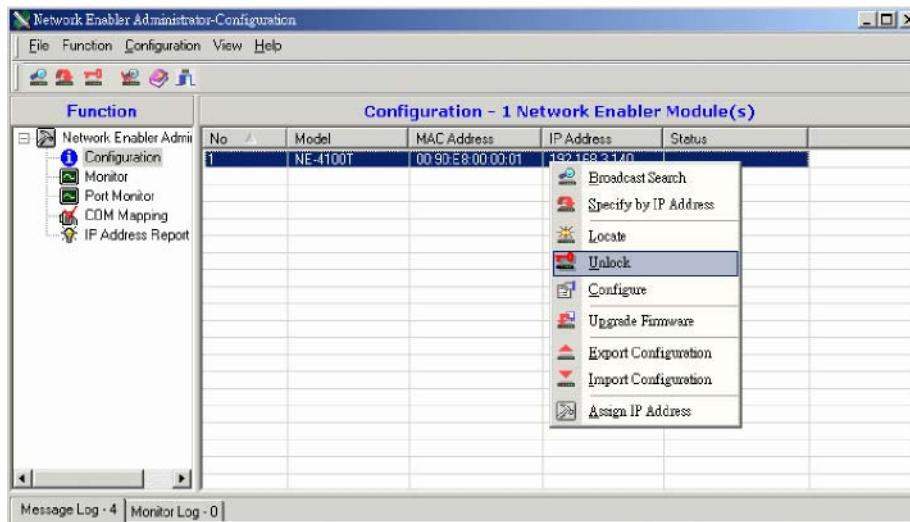 Network Enabler Administrator-Configuration
File Function Configuration View Help
Function
Configuration - 1 Network Enabler Module(s)
Network Enabler Admi
Configuration
Monitor
Port Monitor
COM Mapping
IP Address Report
No Model MAC Address IP Address Status
1 NE-4100T 00:90:E8:00:00:01 192.168.3.140
Broadcast Search
Specify by IP Address
Locate
Unlock
Configure
Upgrade Firmware
Export Configuration
Import Configuration
Assign IP Address
Message Log - 4 Monitor Log - 0